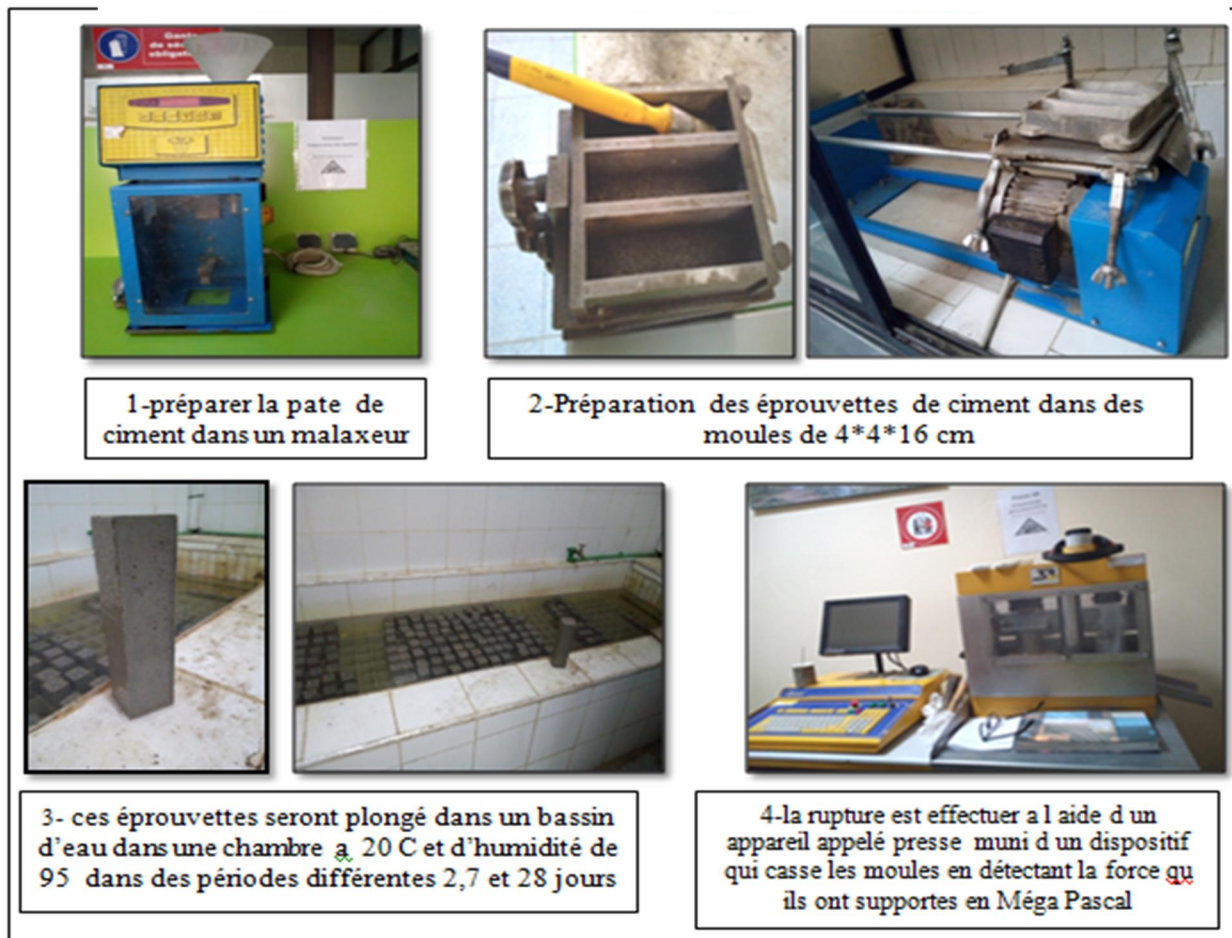 Gants
de sécu
obligato
1-préparer la pate de
ciment dans un malaxeur
2-Préparation des éprouvettes de ciment dans des
moules de 4*4*16 cm
3- ces éprouvettes seront plongé dans un bassin
d'eau dans une chambre a 20 C et d'humidité de
95 dans des périodes différentes 2,7 et 28 jours
4-la rupture est effectuer a l aide d un
appareil appelé presse muni d un dispositif
qui casse les moules en détectant la force qu
ils ont supportes en Méga Pascal